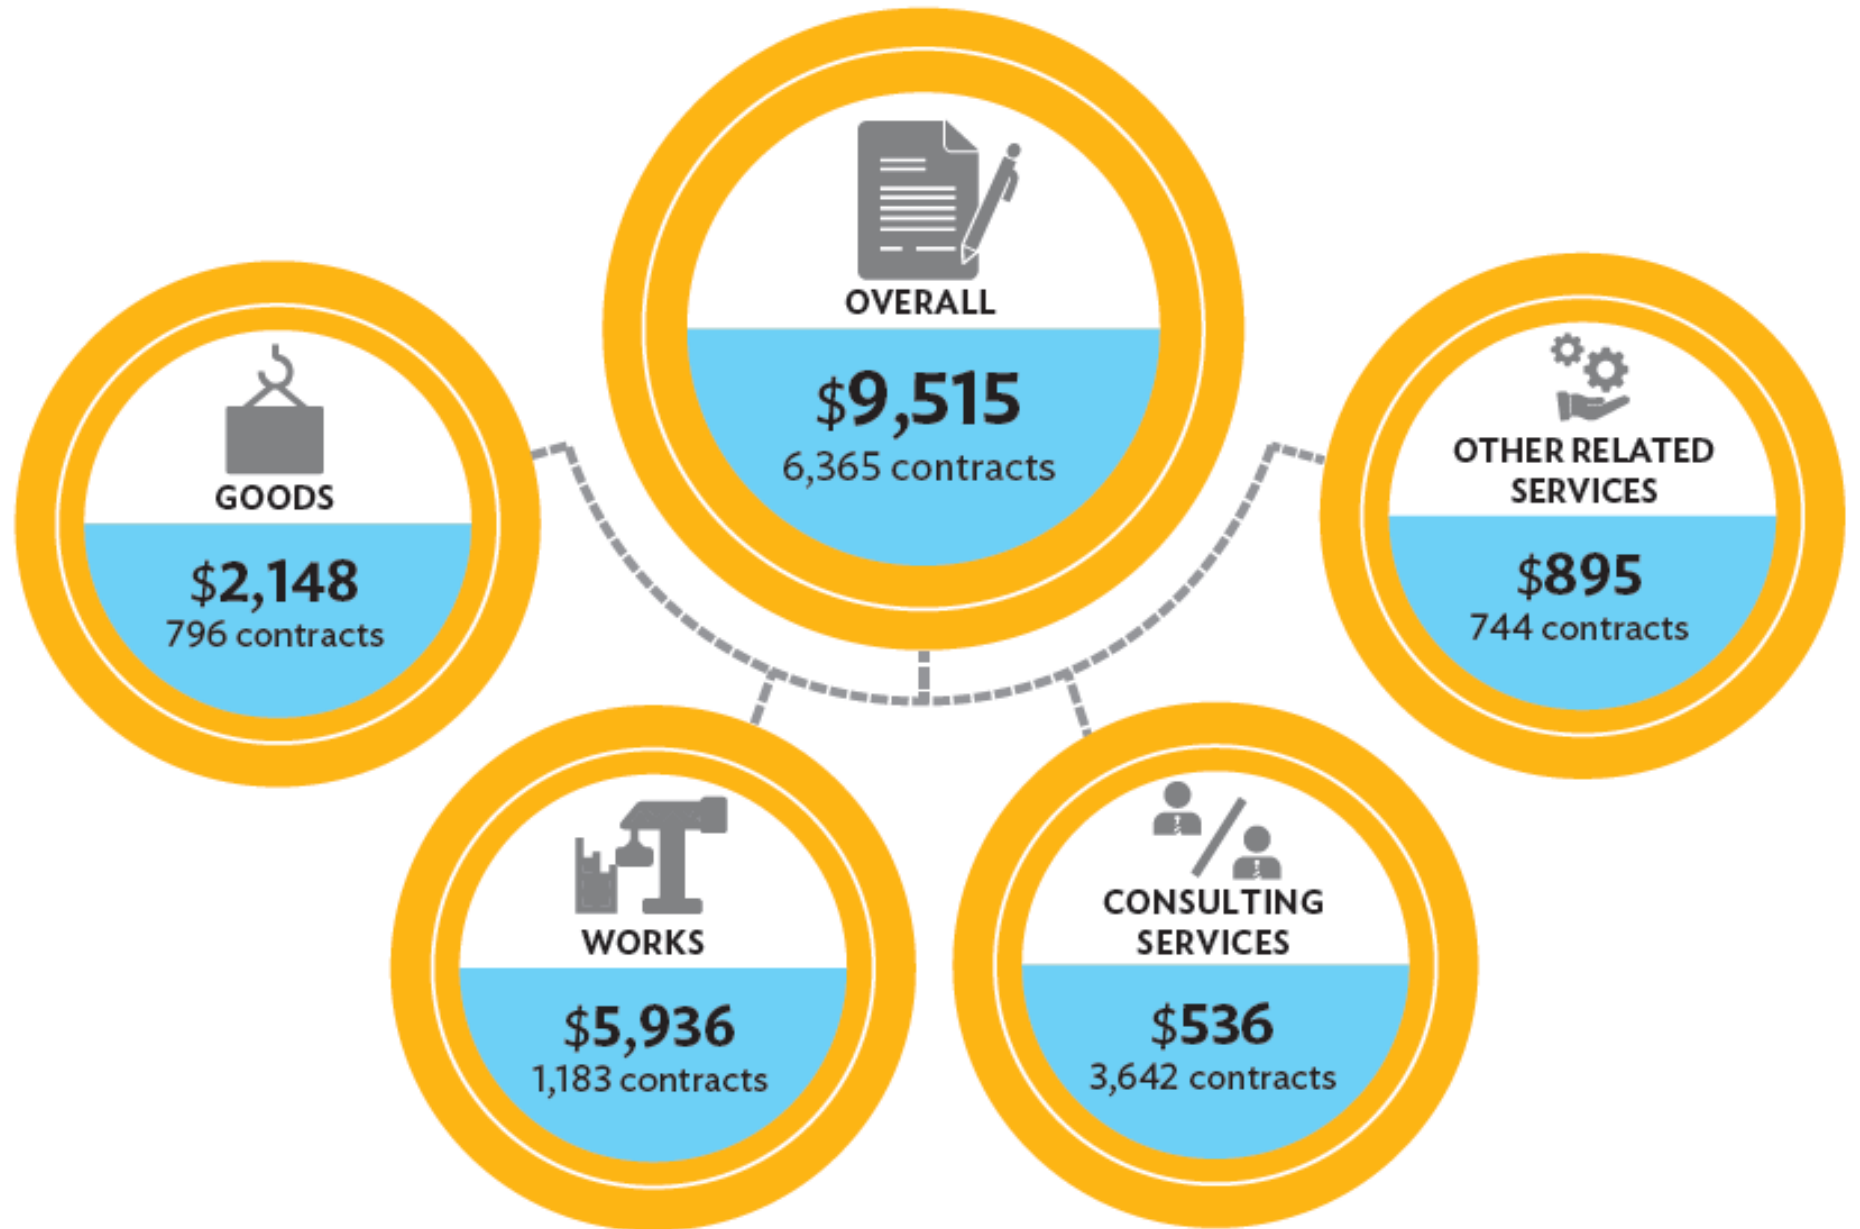 OVERALL
$9,515
6,365 contracts
GOODS
$2,148
796 contracts
OTHER RELATED
SERVICES
$895
744 contracts
WORKS
$5,936
1,183 contracts
CONSULTING
SERVICES
$536
3,642 contracts